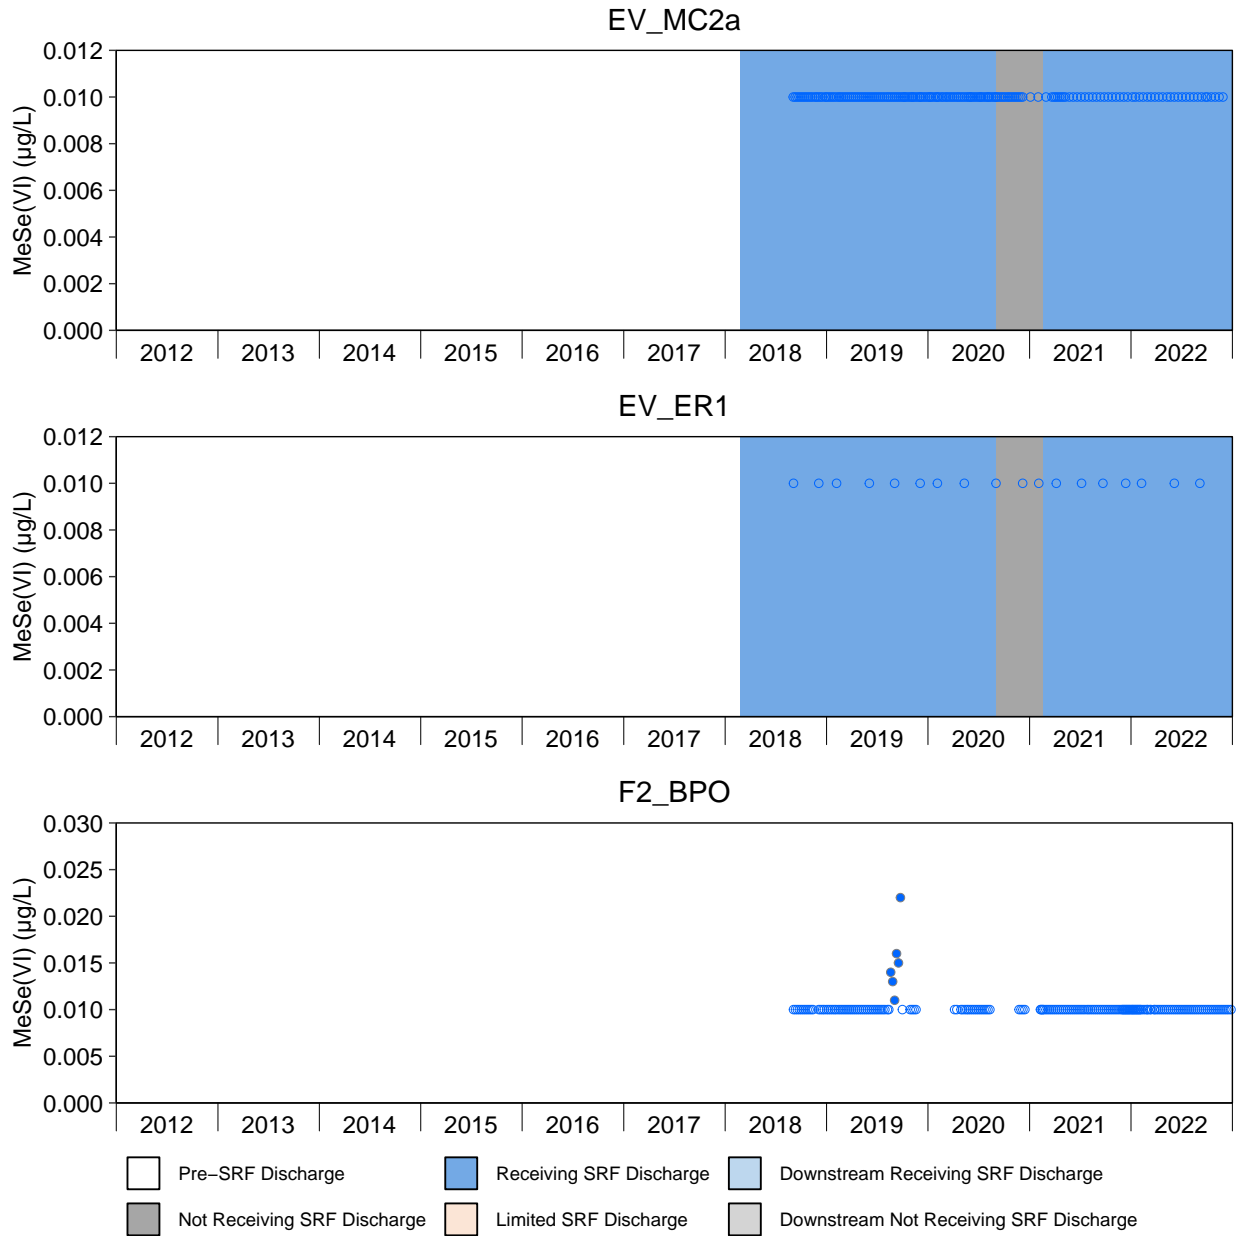 EV_MC2a
MeSe(VI) (µg/L)
0.012
0.010
0.008
0.006
0.004
0.002
0.000
2012 2013 2014 2015 2016 2017 2018 2019 2020 2021 2022
EV_ER1
MeSe(VI) (µg/L)
0.012
0.010
0.008
0.006
0.004
0.002
0.000
2012 2013 2014 2015 2016 2017 2018 2019 2020 2021 2022
F2_BPO
MeSe(VI) (µg/L)
0.030
0.025
0.020
0.015
0.010
0.005
0.000
2012 2013 2014 2015 2016 2017 2018 2019 2020 2021 2022
Pre−SRF Discharge Receiving SRF Discharge Downstream Receiving SRF Discharge
Not Receiving SRF Discharge Limited SRF Discharge Downstream Not Receiving SRF Discharge